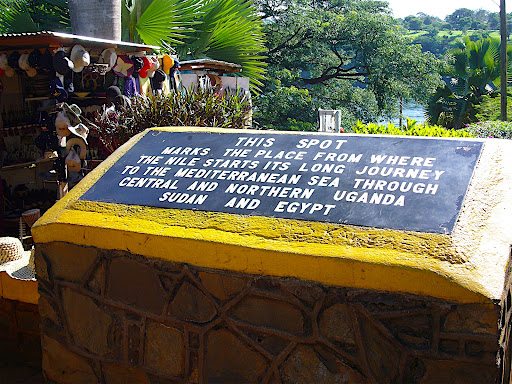 THIS SPOT
MARKS THE PLACE FROM WHERE
THE NILE STARTS ITS LONG JOURNEY
TO THE MEDITERRANEAN SEA THROUGH
CENTRAL AND NORTHERN UGANDA
SUDAN AND EGYPT